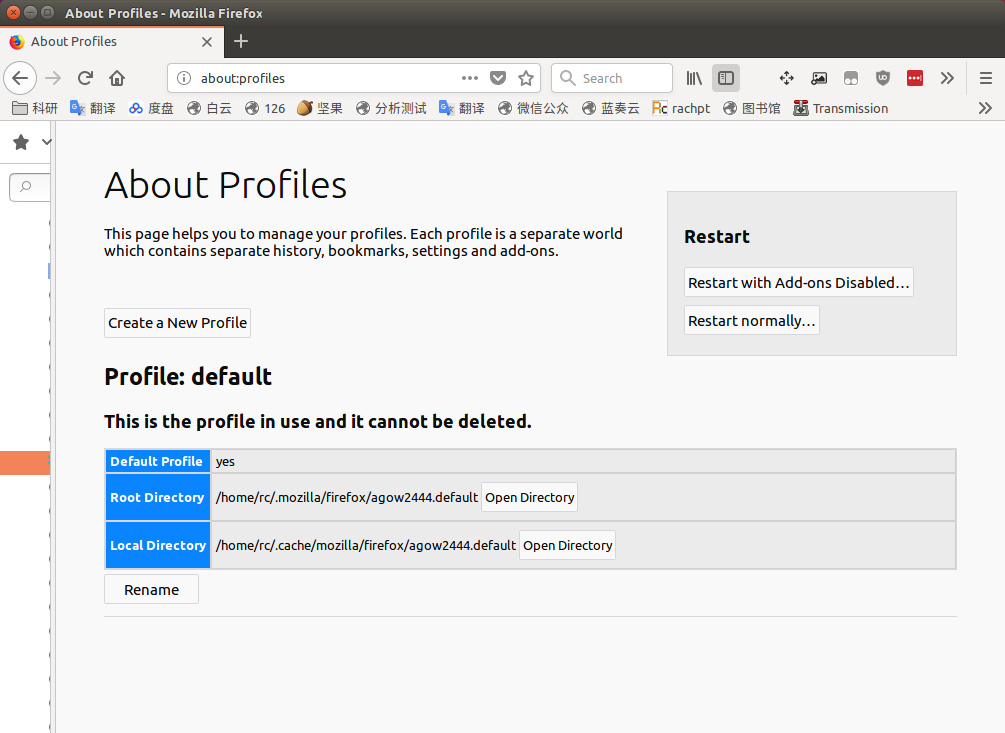 About Profiles - Mozilla Firefox
About Profiles
about:profiles
Search
科研 翻译 度盘 白云 126 坚果 分析测试 翻译 微信公众 蓝奏云 rachpt 图书馆 Transmission
About Profiles
This page helps you to manage your profiles. Each profile is a separate world
which contains separate history, bookmarks, settings and add-ons.
Restart
Restart with Add-ons Disabled…
Restart normally…
Create a New Profile
Profile: default
This is the profile in use and it cannot be deleted.
Default Profile yes
Root Directory /home/rc/.mozilla/firefox/agow2444.default Open Directory
Local Directory /home/rc/.cache/mozilla/firefox/agow2444.default Open Directory
Rename